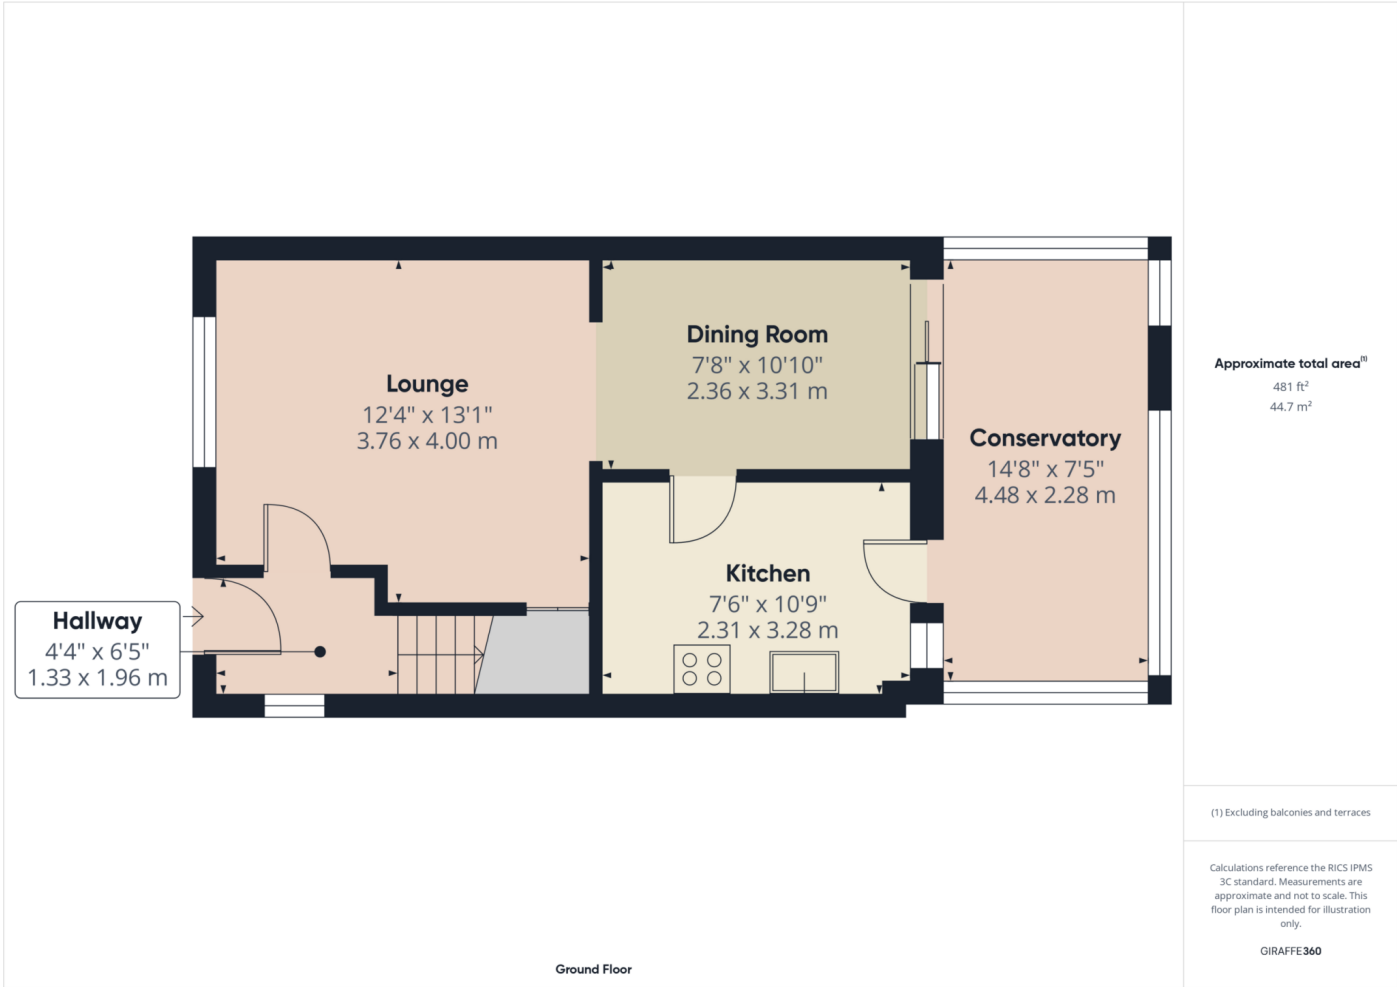 Lounge
12'4" x 13'1"
3.76 x 4.00 m
Dining Room
7'8" x 10'10"
2.36 x 3.31 m
Conservatory
14'8" x 7'5"
4.48 x 2.28 m
Kitchen
7'6" x 10'9"
2.31 x 3.28 m
Hallway
4'4" x 6'5"
1.33 x 1.96 m
Ground Floor
Approximate total area(1)
481 ft²
44.7 m²
(1) Excluding balconies and terraces
Calculations reference the RICS IPMS
3C standard. Measurements are
approximate and not to scale. This
floor plan is intended for illustration
only.
GIRAFFE360